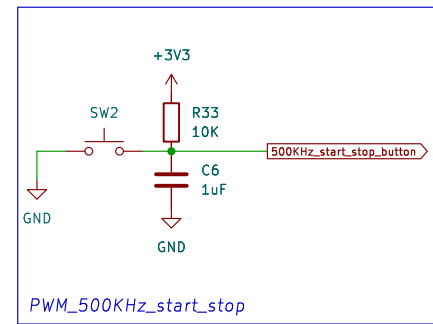 +3V3
SW2
R33
10K
500KHz_start_stop_button
C6
1uF
GND
GND
PWM_500KHz_start_stop